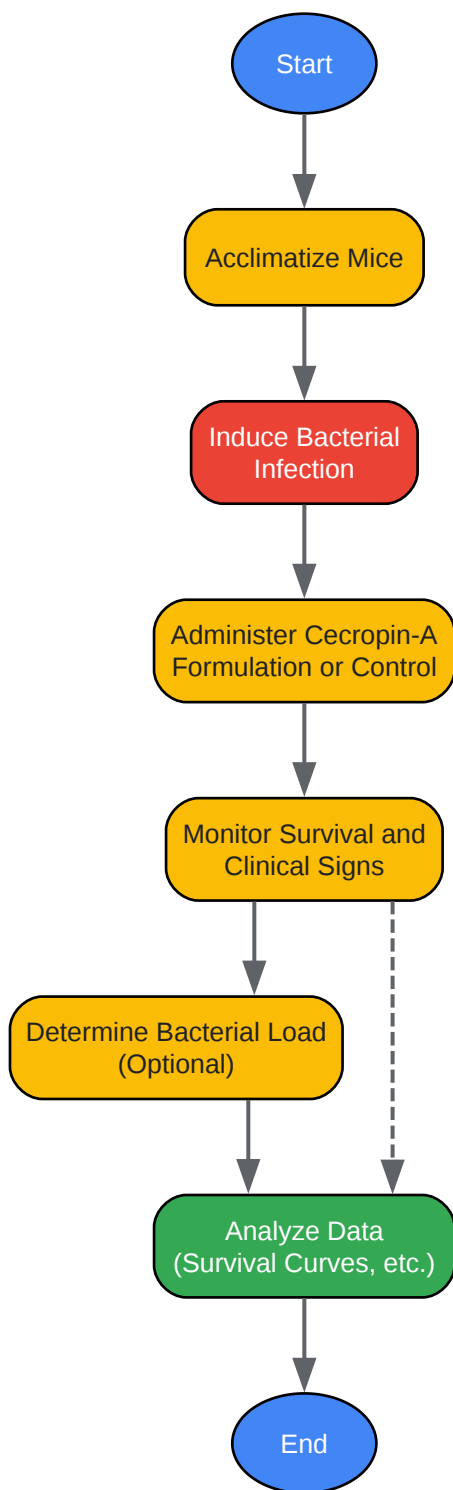 Start
Acclimatize Mice
Induce Bacterial
Infection
Administer Cecropin-A
Formulation or Control
Monitor Survival and
Clinical Signs
Determine Bacterial Load
(Optional)
Analyze Data
(Survival Curves, etc.)
End